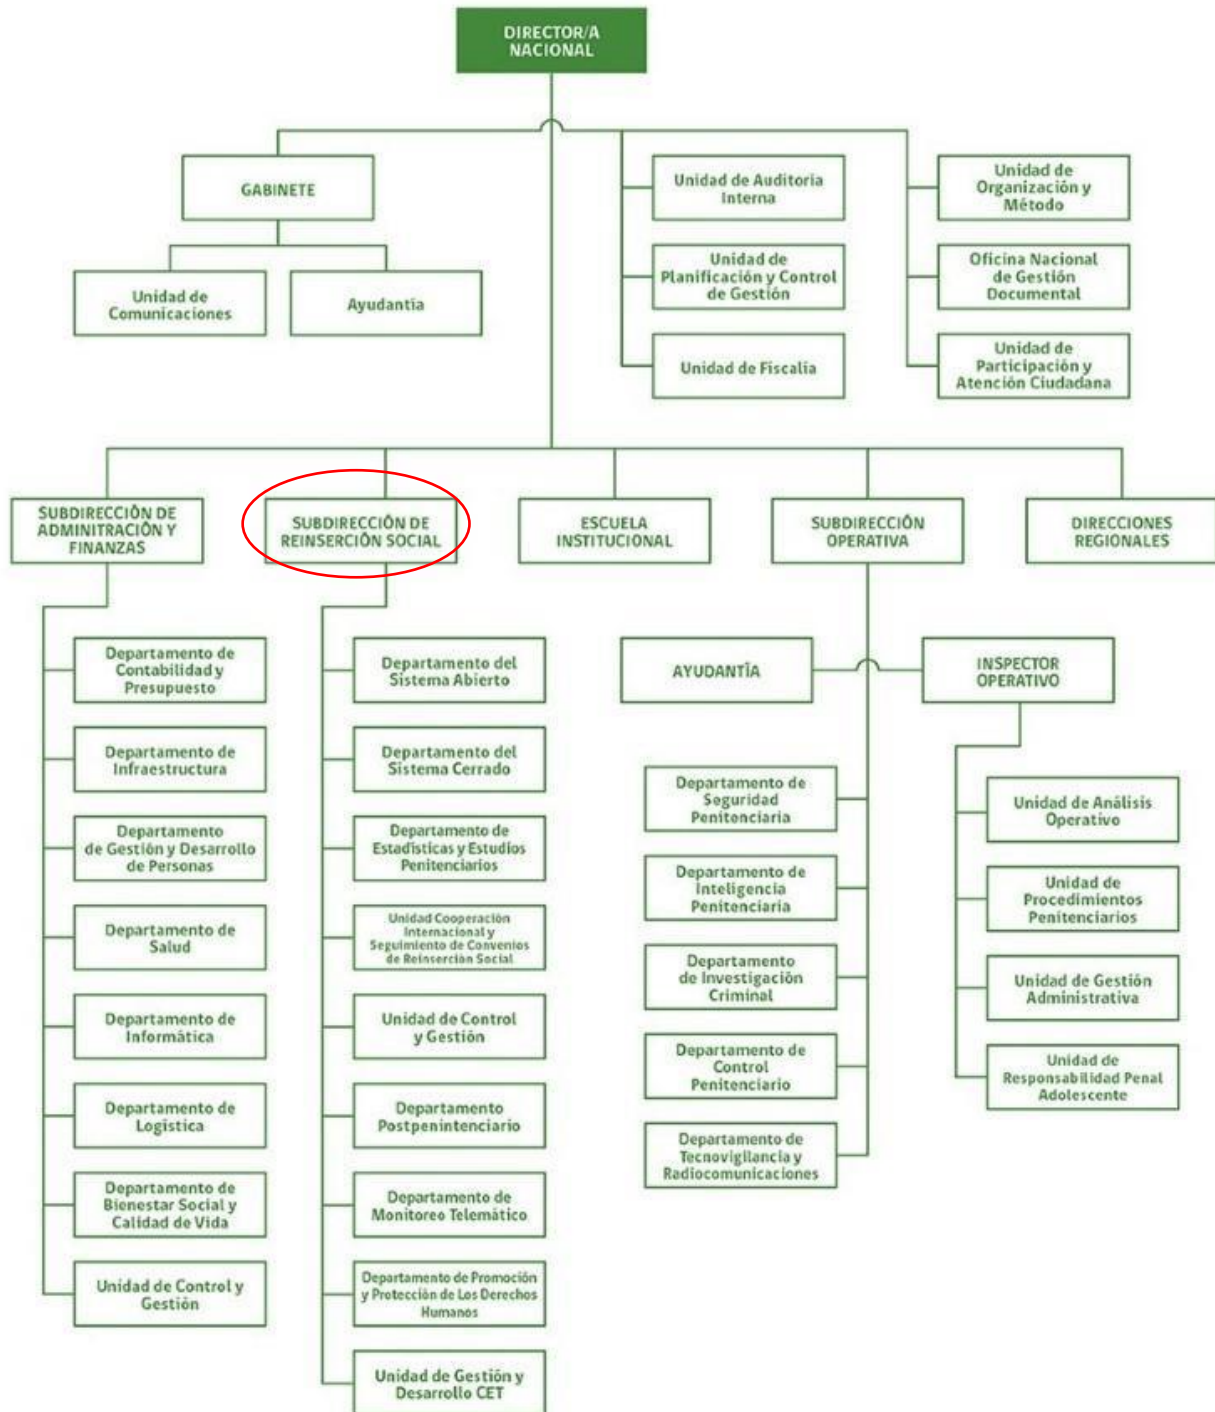 DIRECTOR/A
NACIONAL
GABINETE
Unidad de
Comunicaciones
Ayudantía
Unidad de Auditoria
Interna
Unidad de
Planificación y Control
de Gestión
Unidad de Fiscalía
Unidad de
Organización y
Método
Oficina Nacional
de Gestión
Documental
Unidad de
Participación y
Atención Ciudadana
SUBDIRECCIÓN DE
ADMINITRACIÓN Y
FINANZAS
SUBDIRECCIÓN DE
REINSERCIÓN SOCIAL
ESCUELA
INSTITUCIONAL
SUBDIRECCIÓN
OPERATIVA
DIRECCIONES
REGIONALES
Departamento de
Contabilidad y
Presupuesto
Departamento de
Infraestructura
Departamento
de Gestión y Desarrollo
de Personas
Departamento de
Salud
Departamento de
Informática
Departamento de
Logística
Departamento de
Bienestar Social y
Calidad de Vida
Unidad de Control y
Gestión
Departamento del
Sistema Abierto
Departamento del
Sistema Cerrado
Departamento de
Estadísticas y Estudios
Penitenciarios
Unidad Cooperación
Internacional y
Seguimiento de Convenios
de Reinserción Social
Unidad de Control
y Gestión
Departamento
Postpenintenciario
Departamento de
Monitoreo Telemático
Departamento de Promoción
y Protección de Los Derechos
Humanos
Unidad de Gestión y
Desarrollo CET
AYUDANTÍA
INSPECTOR
OPERATIVO
Departamento de
Seguridad
Penitenciaria
Departamento de
Inteligencia
Penitenciaria
Departamento
de Investigación
Criminal
Departamento de
Control
Penitenciario
Departamento de
Tecnovigilancia y
Radiocomunicaciones
Unidad de Análisis
Operativo
Unidad de
Procedimientos
Penitenciarios
Unidad de Gestión
Administrativa
Unidad de
Responsabilidad Penal
Adolescente